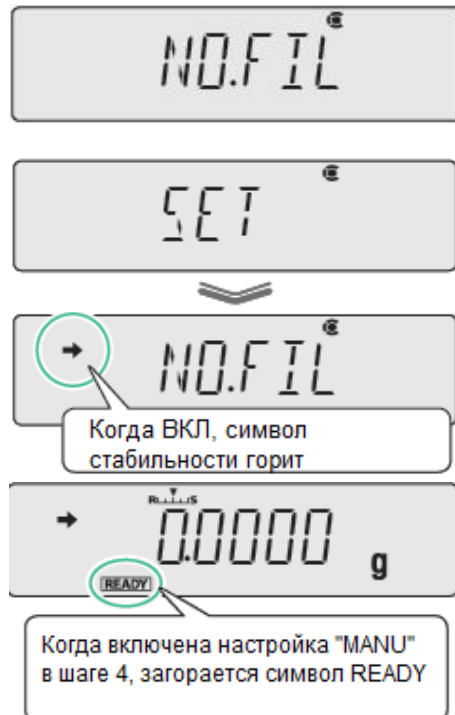 NO.FIL
SET
NO.FIL
Когда ВКЛ, символ
стабильности горит
R S
0.0000 g
READY
Когда включена настройка "MANU"
в шаге 4, загорается символ READY